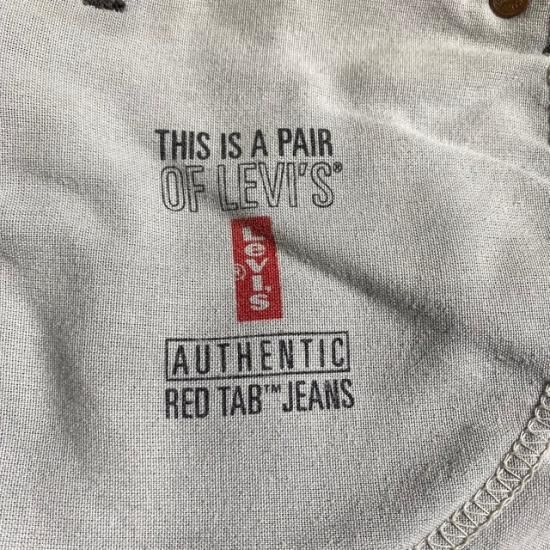 THIS IS A PAIR
OF LEVI'S®
LeVI'S
®
AUTHENTIC
RED TAB™ JEANS